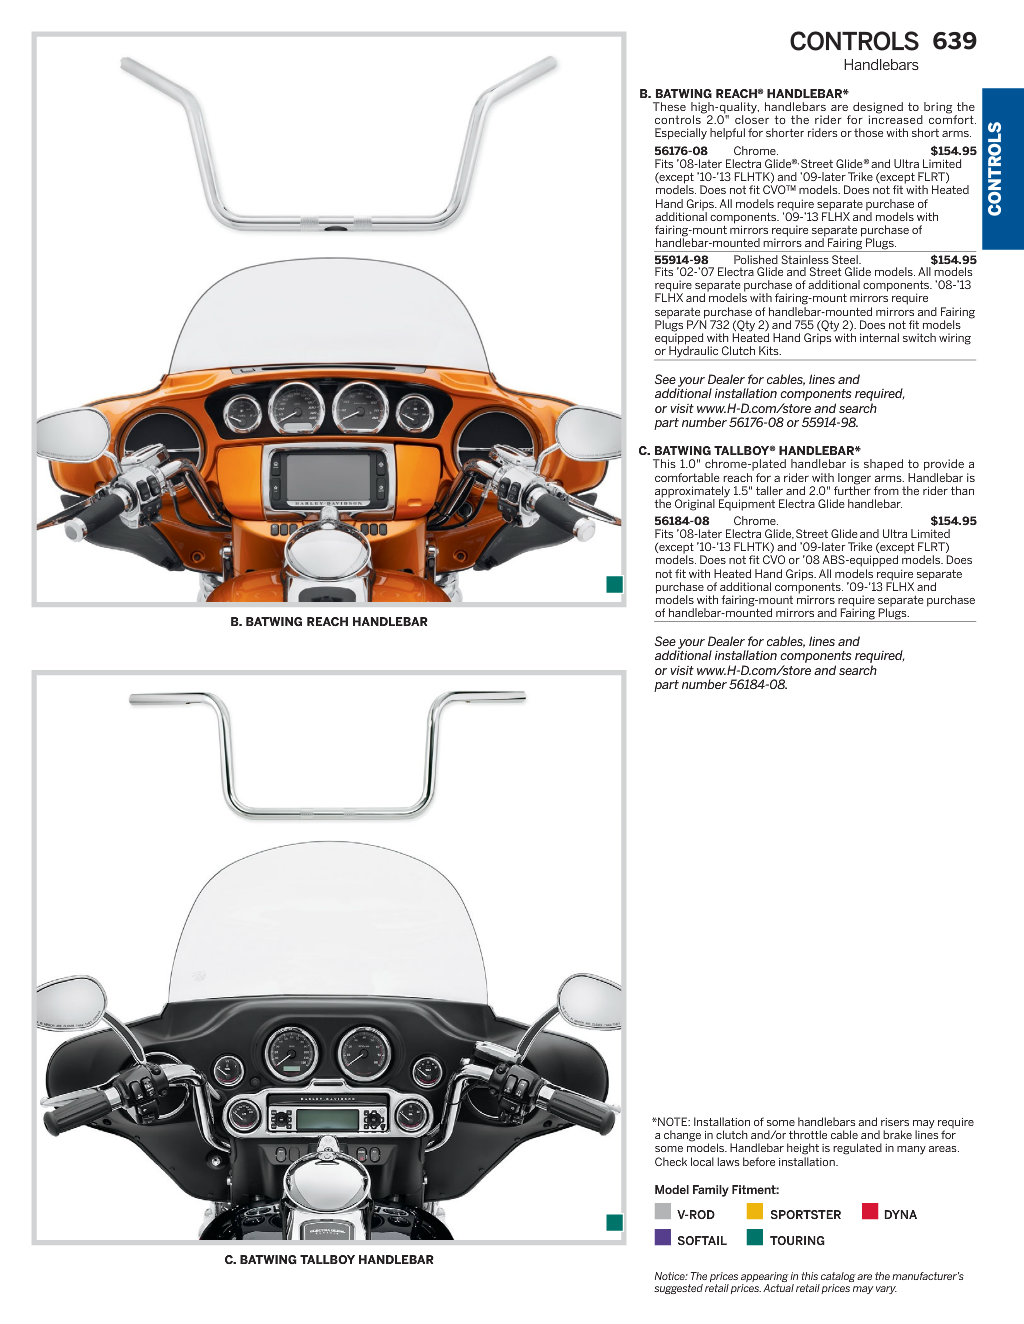 CONTROLS 639
Handlebars
CONTROLS
B. BATWING REACH® HANDLEBAR*
These high-quality, handlebars are designed to bring the
controls 2.0" closer to the rider for increased comfort.
Especially helpful for shorter riders or those with short arms.
56176-08 Chrome. $154.95
Fits '08-later Electra Glide®, Street Glide® and Ultra Limited
(except '10-'13 FLHTK) and '09-later Trike (except FLRT)
models. Does not fit CVO™ models. Does not fit with Heated
Hand Grips. All models require separate purchase of
additional components. '09-'13 FLHX and models with
fairing-mount mirrors require separate purchase of
handlebar-mounted mirrors and Fairing Plugs.
55914-98 Polished Stainless Steel. $154.95
Fits '02-'07 Electra Glide and Street Glide models. All models
require separate purchase of additional components. '08-'13
FLHX and models with fairing-mount mirrors require
separate purchase of handlebar-mounted mirrors and Fairing
Plugs P/N 732 (Qty 2) and 755 (Qty 2). Does not fit models
equipped with Heated Hand Grips with internal switch wiring
or Hydraulic Clutch Kits.
See your Dealer for cables, lines and
additional installation components required,
or visit www.H-D.com/store and search
part number 56176-08 or 55914-98.
C. BATWING TALLBOY® HANDLEBAR*
This 1.0" chrome-plated handlebar is shaped to provide a
comfortable reach for a rider with longer arms. Handlebar is
approximately 1.5" taller and 2.0" further from the rider than
the Original Equipment Electra Glide handlebar.
56184-08 Chrome. $154.95
Fits '08-later Electra Glide, Street Glide and Ultra Limited
(except '10-'13 FLHTK) and '09-later Trike (except FLRT)
models. Does not fit CVO or '08 ABS-equipped models. Does
not fit with Heated Hand Grips. All models require separate
purchase of additional components. '09-'13 FLHX and
models with fairing-mount mirrors require separate purchase
of handlebar-mounted mirrors and Fairing Plugs.
See your Dealer for cables, lines and
additional installation components required,
or visit www.H-D.com/store and search
part number 56184-08.
HARLEY-DAVIDSON
B. BATWING REACH HANDLEBAR
HARLEY-DAVIDSON
C. BATWING TALLBOY HANDLEBAR
*NOTE: Installation of some handlebars and risers may require
a change in clutch and/or throttle cable and brake lines for
some models. Handlebar height is regulated in many areas.
Check local laws before installation.
Model Family Fitment:
V-ROD SPORTSTER DYNA
SOFTAIL TOURING
Notice: The prices appearing in this catalog are the manufacturer's
suggested retail prices. Actual retail prices may vary.